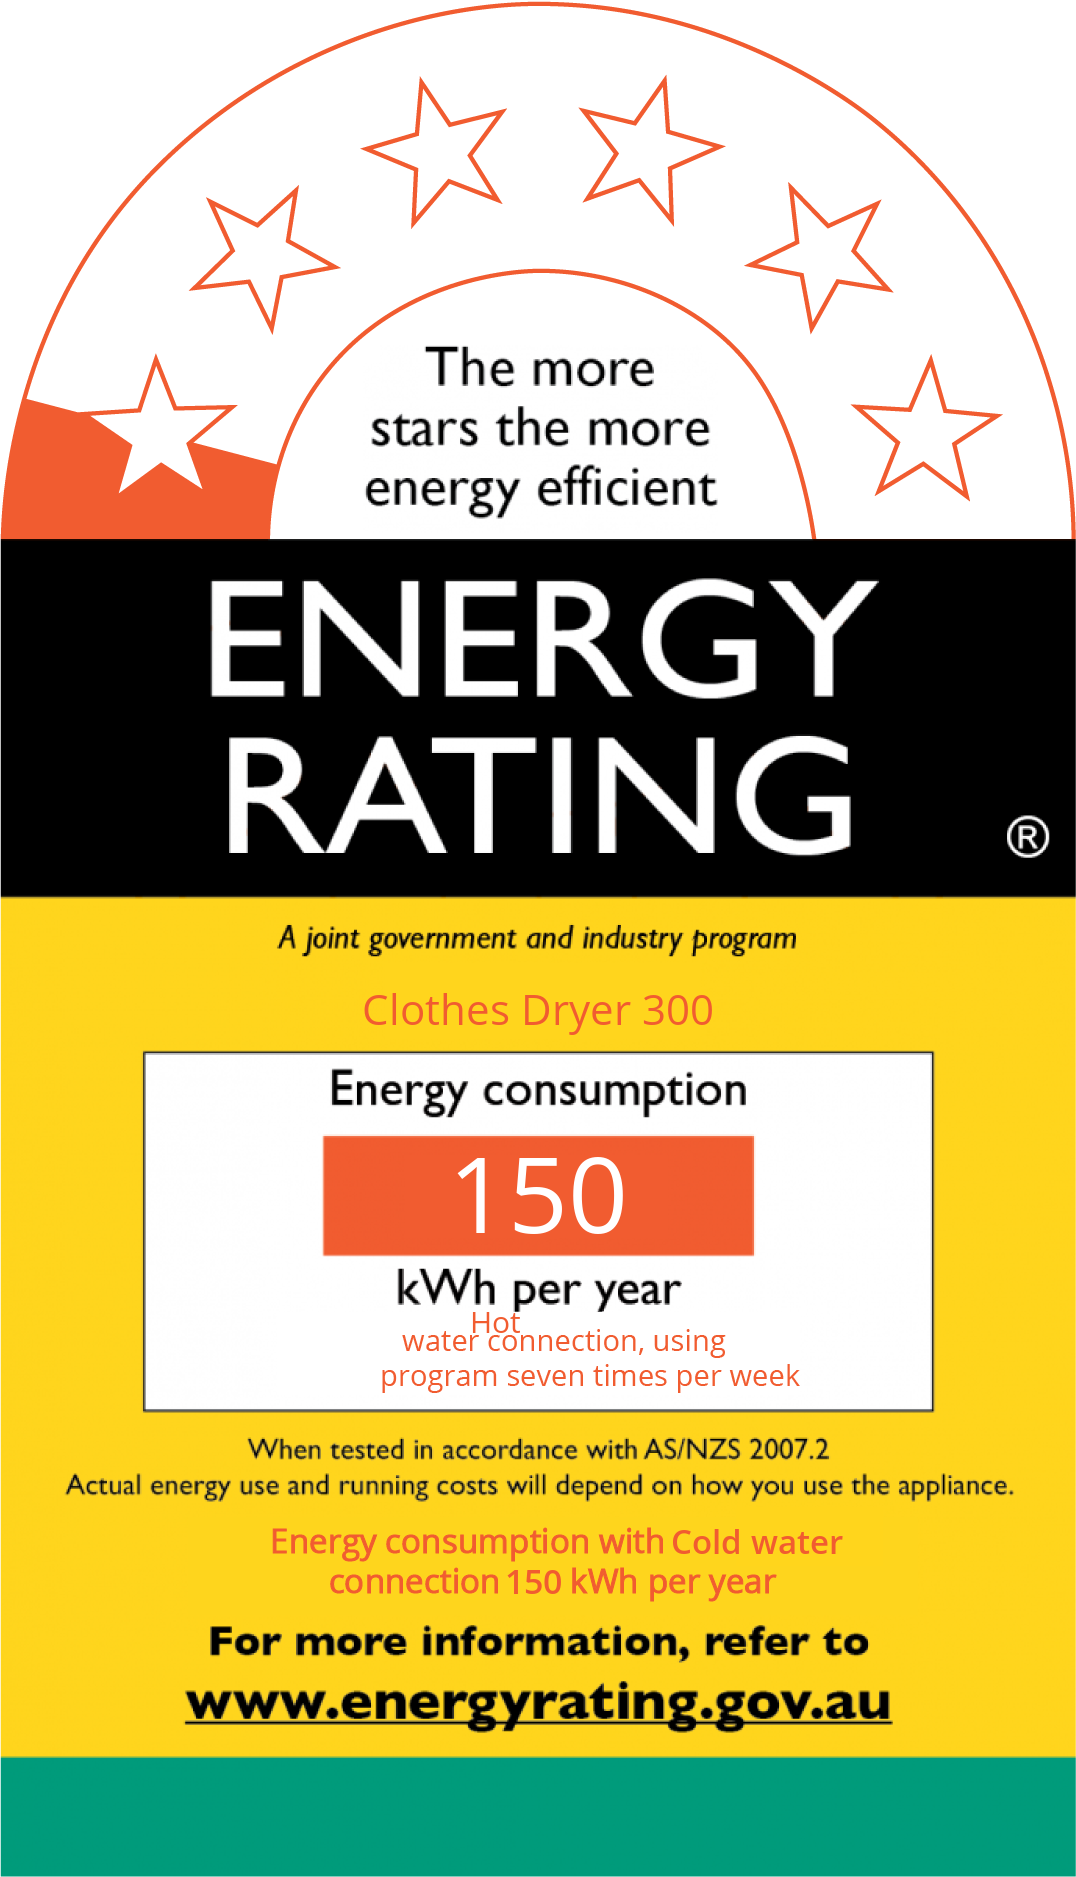 The more
stars the more
energy efficient
ENERGY
RATING
®
A joint government and industry program
Clothes Dryer 300
Energy consumption
150
kWh per year
Hot
water connection, using
program seven times per week
When tested in accordance with AS/NZS 2007.2
Actual energy use and running costs will depend on how you use the appliance.
Energy consumption with Cold water
connection 150 kWh per year
For more information, refer to
www.energyrating.gov.au